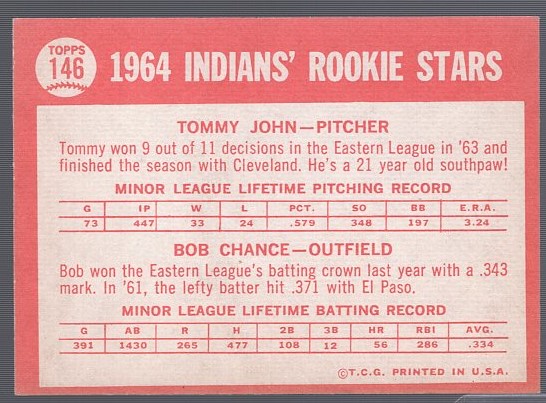 TOPPS
146
1964 INDIANS' ROOKIE STARS
TOMMY JOHN—PITCHER
Tommy won 9 out of 11 decisions in the Eastern League in '63 and
finished the season with Cleveland. He's a 21 year old southpaw!
MINOR LEAGUE LIFETIME PITCHING RECORD
G IP W L PCT. SO BB E.R.A.
73 447 33 24 .579 348 197 3.24
BOB CHANCE—OUTFIELD
Bob won the Eastern League's batting crown last year with a .343
mark. In '61, the lefty batter hit .371 with El Paso.
MINOR LEAGUE LIFETIME BATTING RECORD
G AB R H 2B 3B HR RBI AVG.
391 1430 265 477 108 12 56 286 .334
©T.C.G. PRINTED IN U.S.A.